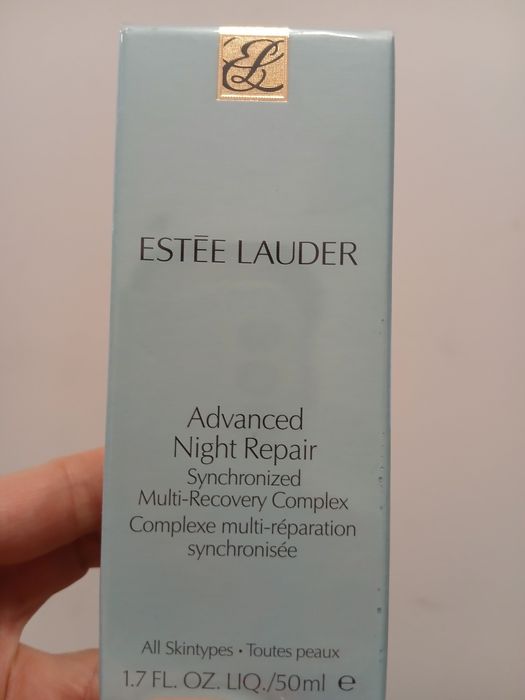 EL
ESTĒE LAUDER
Advanced
Night Repair
Synchronized
Multi-Recovery Complex
Complexe multi-réparation
synchronisée
All Skintypes • Toutes peaux
1.7 FL. OZ. LIQ./50ml ℮